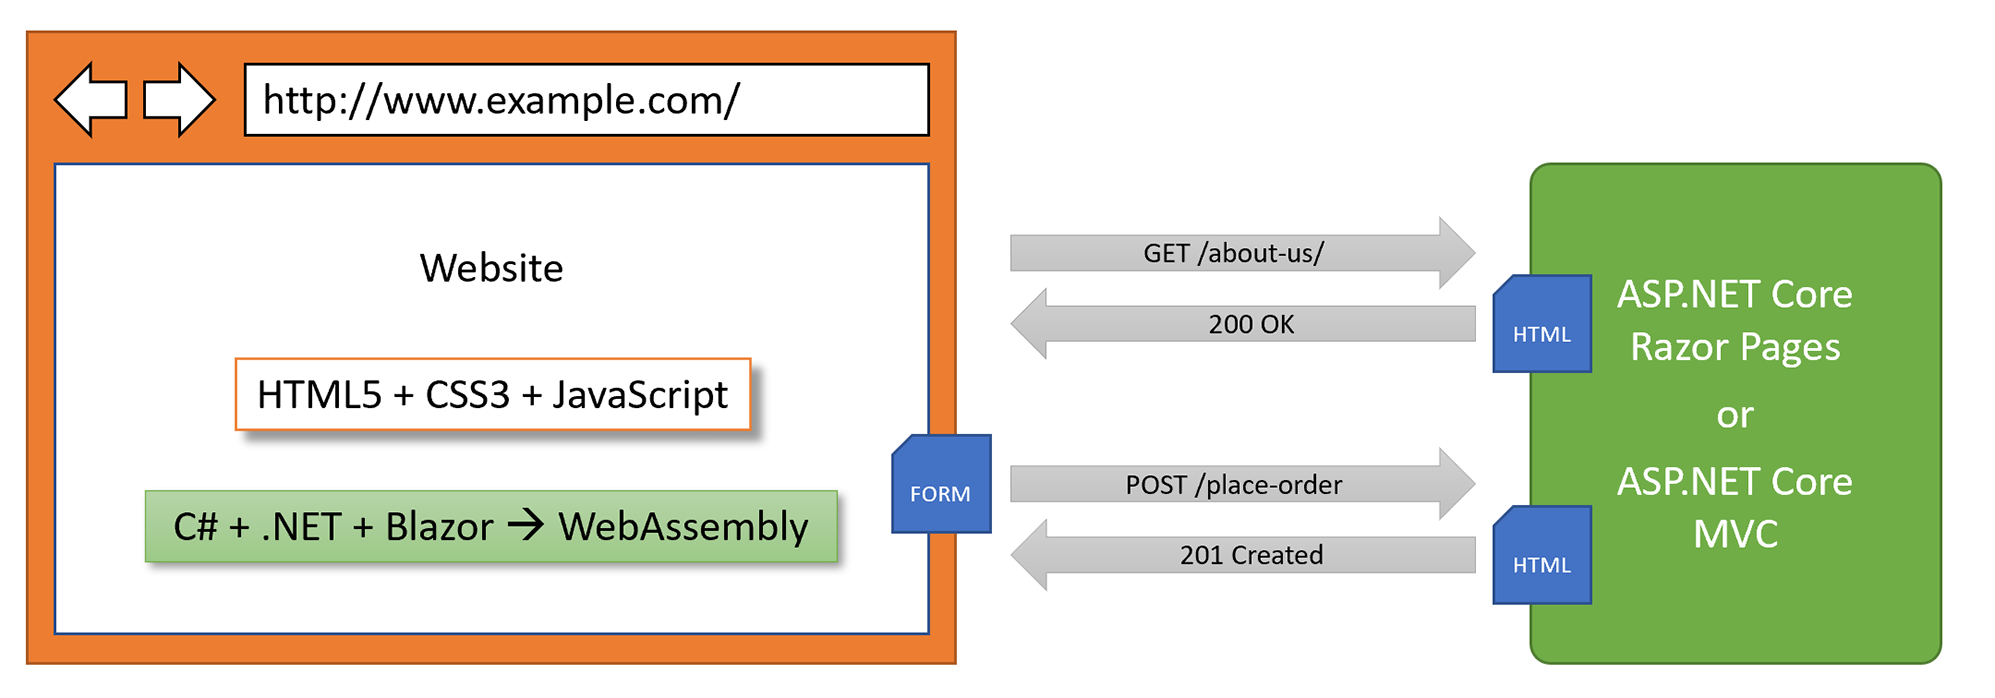 http://www.example.com/
Website
HTML5 + CSS3 + JavaScript
C# + .NET + Blazor → WebAssembly
FORM
GET /about-us/
200 OK
HTML
POST /place-order
201 Created
HTML
ASP.NET Core
Razor Pages
or
ASP.NET Core
MVC